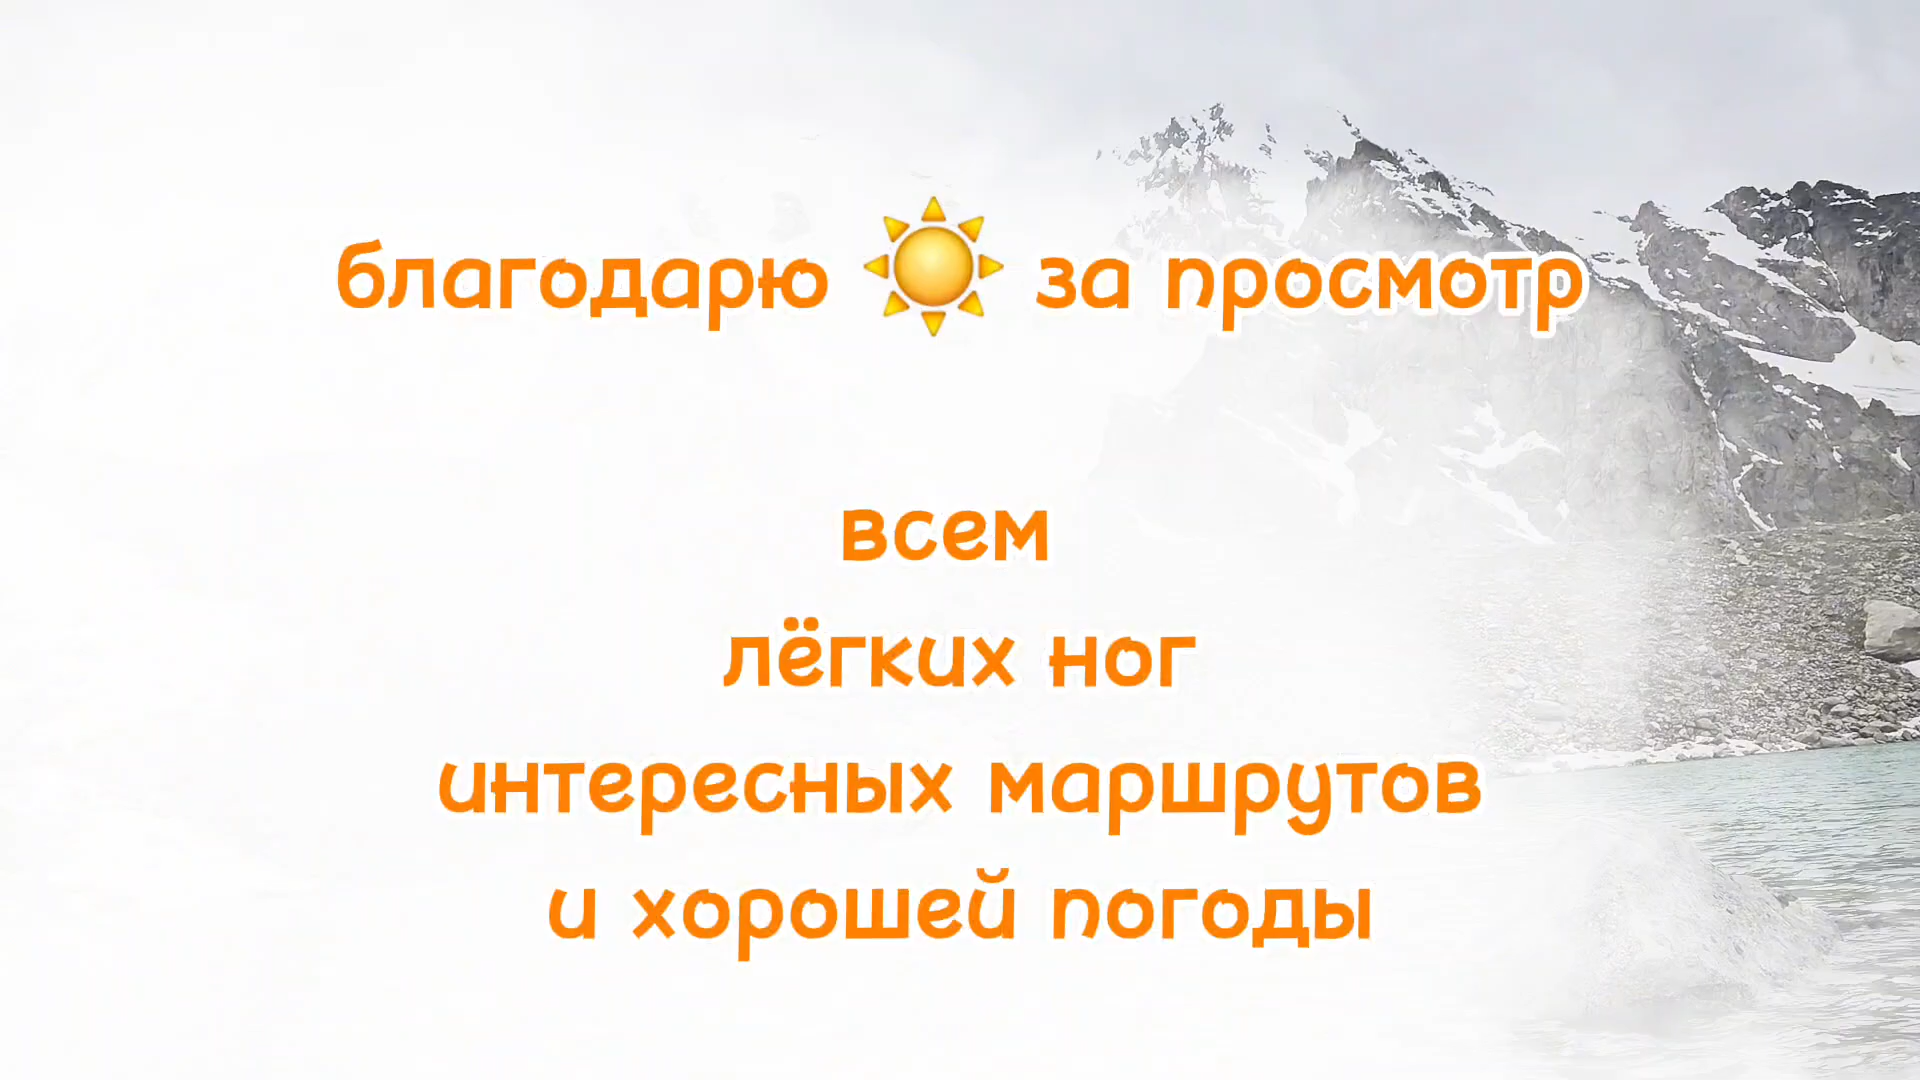 благодарю ☀️ за просмотр
всем
лёгких ног
интересных маршрутов
и хорошей погоды